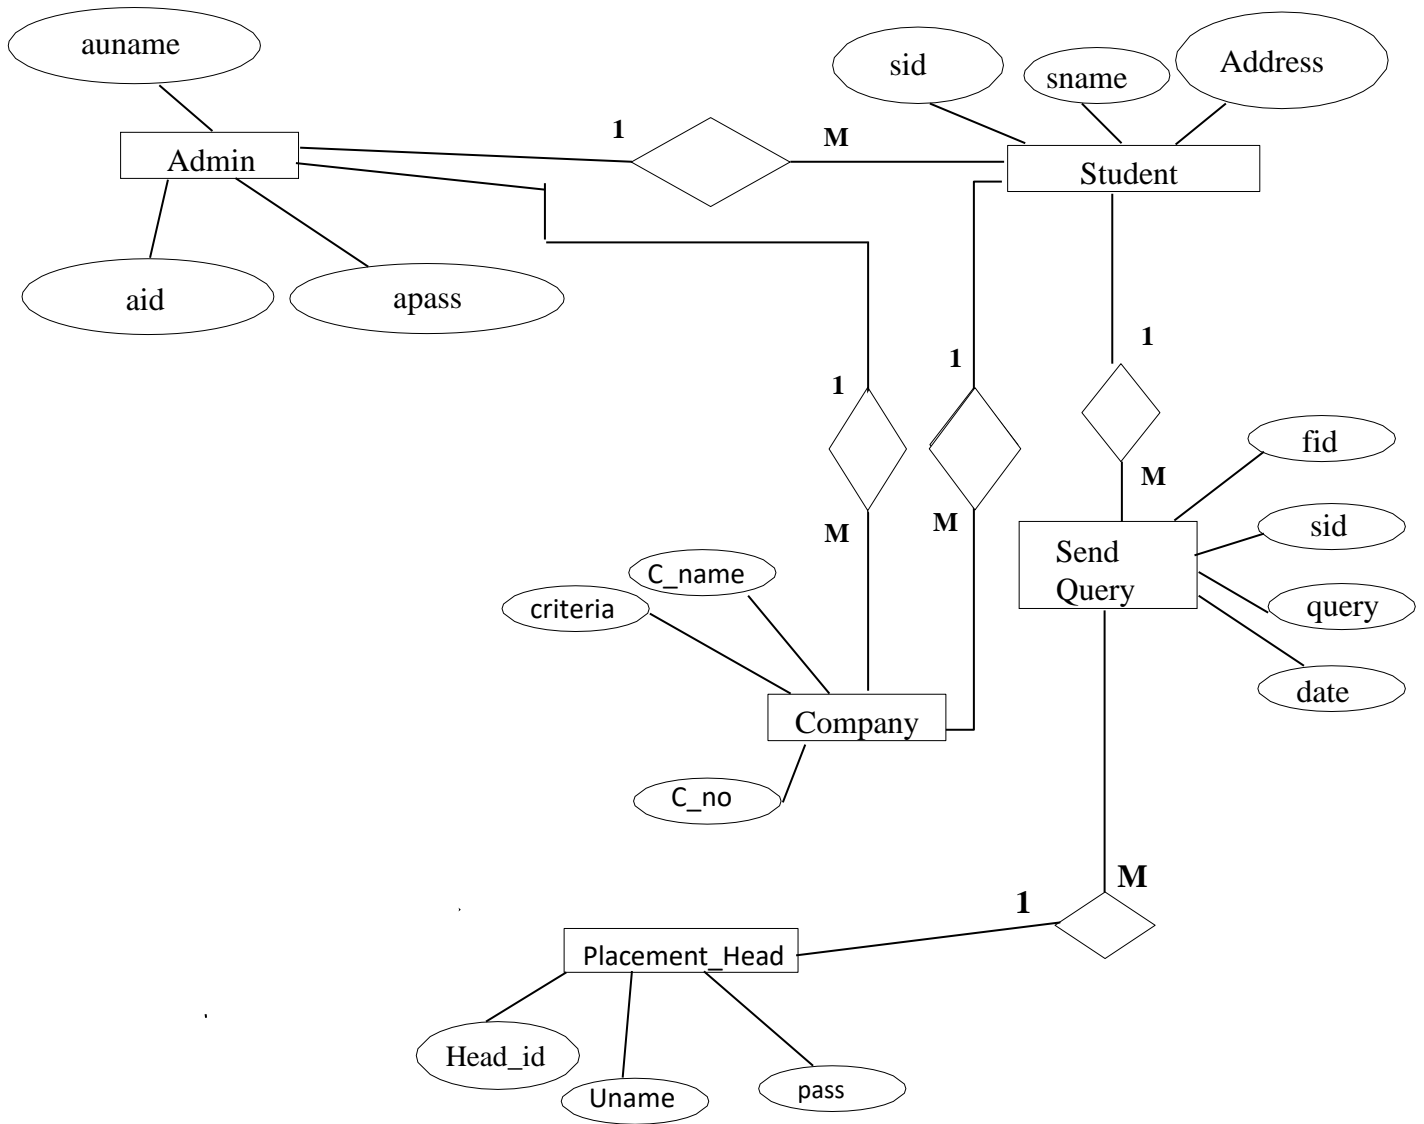 auname
sid
sname
Address
1
M
Admin
Student
aid
apass
1
1
1
M
M
M
fid
sid
query
date
Send
Query
C_name
criteria
Company
C_no
M
1
Placement_Head
Head_id
Uname
pass